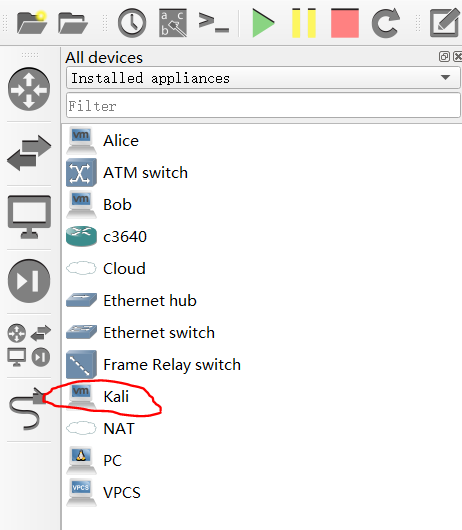 a c
b
All devices
Installed appliances
Filter
vm Alice
ATM switch
vm Bob
c3640
Cloud
Ethernet hub
Ethernet switch
Frame Relay switch
vm Kali
NAT
PC
VPCS VPCS